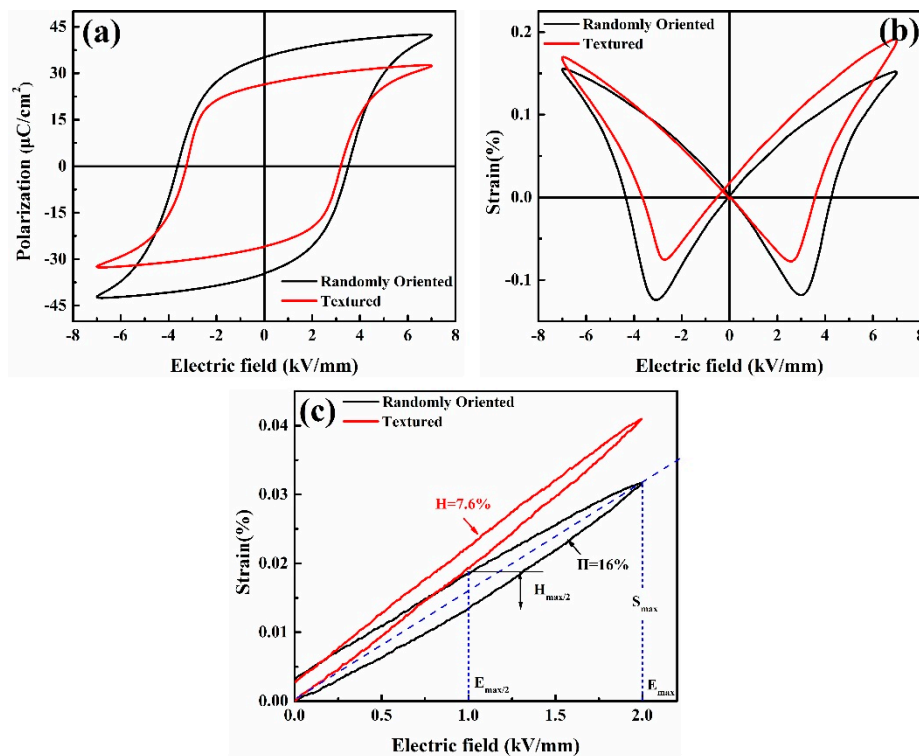 (a)
Randomly Oriented
Textured
Polarization (μC/cm²)
45
30
15
0
-15
-30
-45
-8 -6 -4 -2 0 2 4 6 8
Electric field (kV/mm)
(b)
Randomly Oriented
Textured
Strain(%)
0.2
0.1
0.0
-0.1
-8 -6 -4 -2 0 2 4 6 8
Electric field (kV/mm)
(c)
Randomly Oriented
Textured
Strain(%)
0.04
0.03
0.02
0.01
0.00
H=7.6%
Π=16%
H max/2
S max
E max/2
E max
0.0 0.5 1.0 1.5 2.0
Electric field (kV/mm)